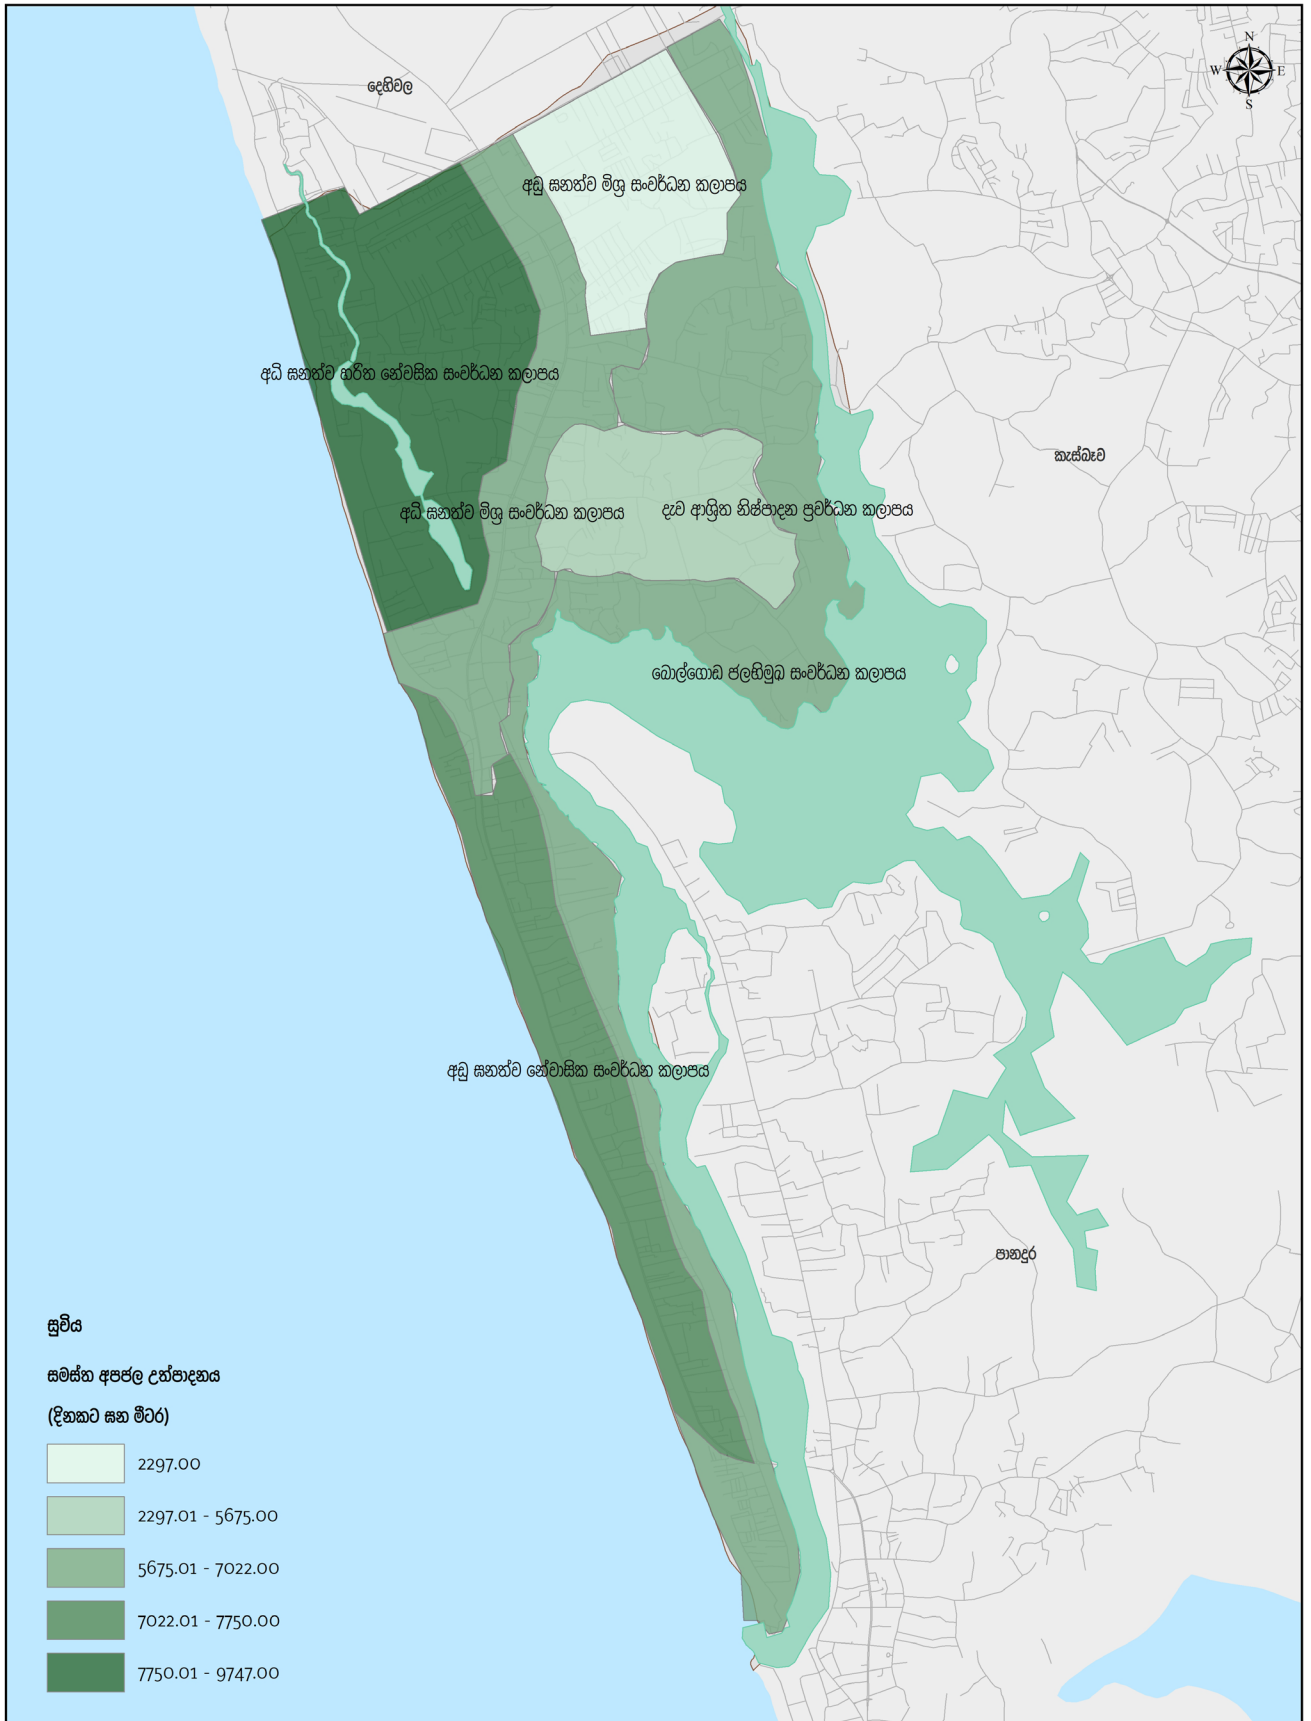 N
W E
S
දෙහිවල
අඩු ඝනත්ව මිශ්‍ර සංවර්ධන කලාපය
අධි ඝනත්ව හරිත නේවසික සංවර්ධන කලාපය
කැස්බෑව
අධි ඝනත්ව මිශ්‍ර සංවර්ධන කලාපය
දැව ආශ්‍රිත නිෂ්පාදන ප්‍රවර්ධන කලාපය
බොල්ගොඩ ජලභිමුඛ සංවර්ධන කලාපය
අඩු ඝනත්ව නේවාසික සංවර්ධන කලාපය
පානදුර
සුචිය
සමස්ත අපජල උත්පාදනය
(දිනකට ඝන මීටර)
2297.00
2297.01 - 5675.00
5675.01 - 7022.00
7022.01 - 7750.00
7750.01 - 9747.00